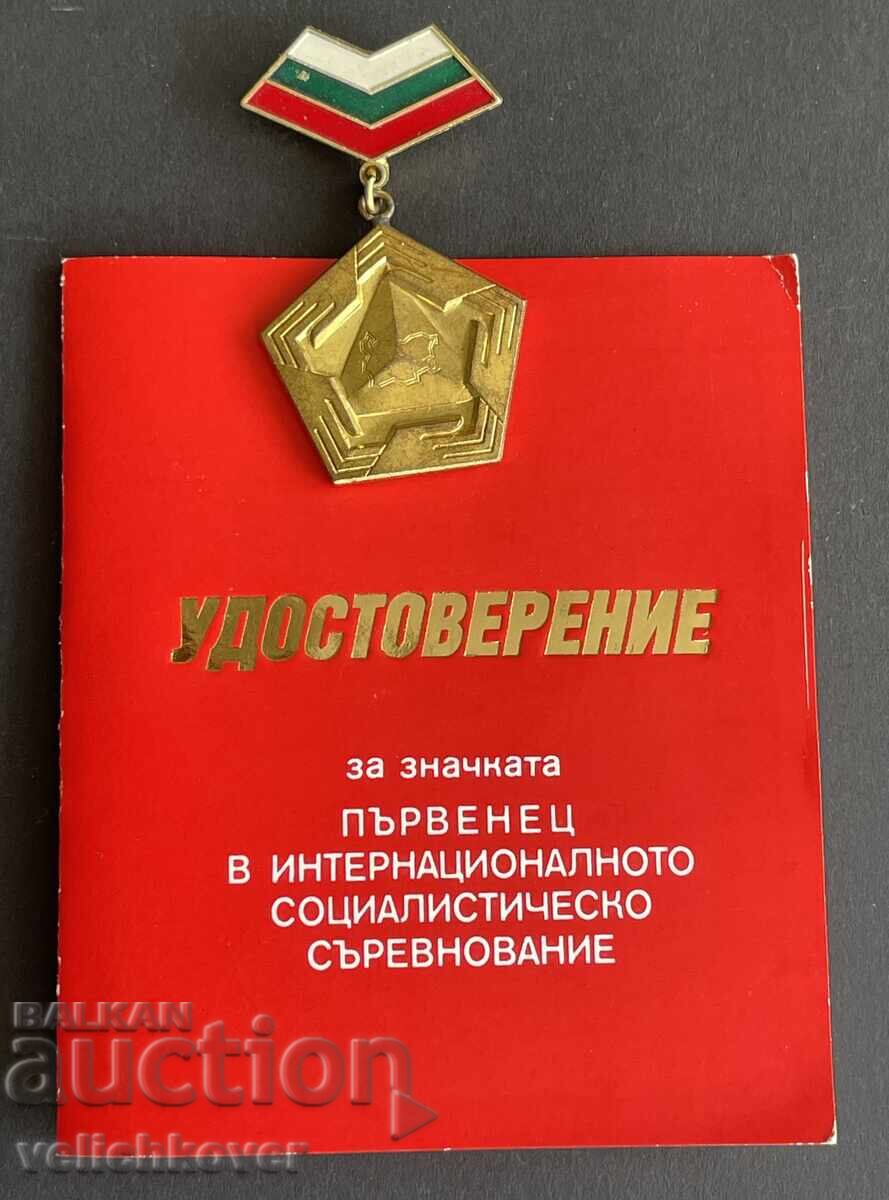 УДОСТОВЕРЕНИЕ
за значката
ПЪРВЕНЕЦ
В ИНТЕРНАЦИОНАЛНОТО
СОЦИАЛИСТИЧЕСКО
СЪРЕВНОВАНИЕ
BALKAN
auction
velichkover